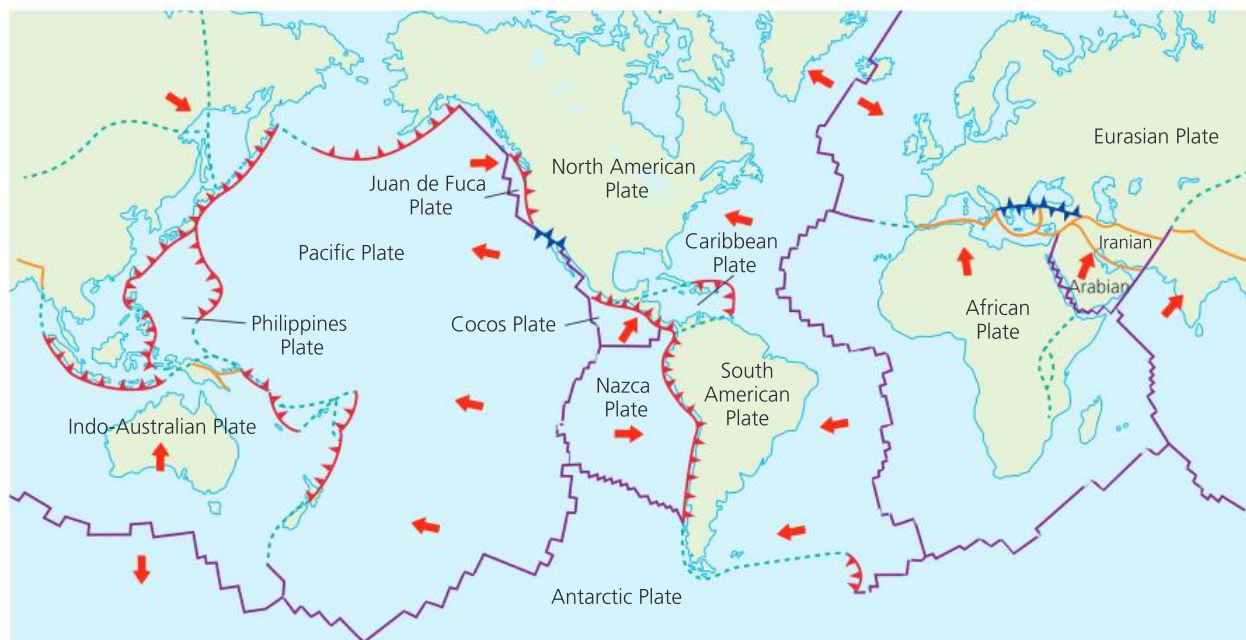 Eurasian Plate
North American
Plate
Juan de Fuca
Plate
Pacific Plate
Caribbean
Plate
Iranian
Arabian
African
Plate
Philippines
Plate
Cocos Plate
Nazca
Plate
South
American
Plate
Indo-Australian Plate
Antarctic Plate